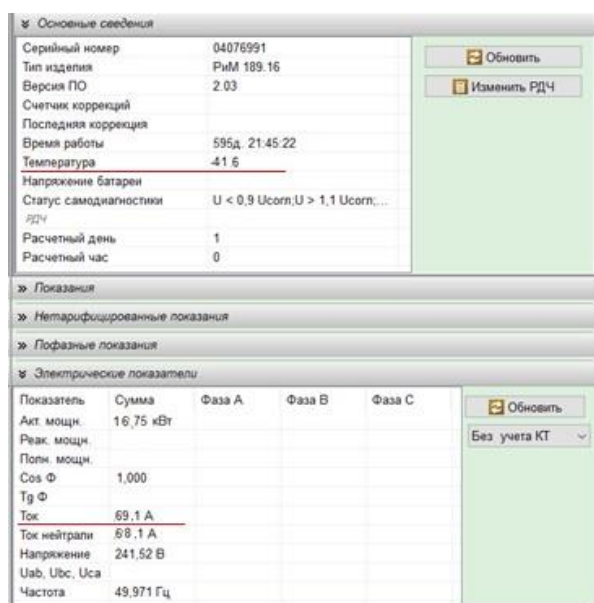 Основные сведения
Серийный номер 04076991
Тип изделия РиМ 189.16
Версия ПО 2.03
Счетчик коррекций
Последняя коррекция
Время работы 595д. 21:45:22
Температура -41 6
Напряжение батареи
Статус самодиагностики U < 0,9 Ucorn;U > 1,1 Ucorn;...
РДЧ
Расчетный день 1
Расчетный час 0
Обновить
Изменить РДЧ
Показания
Нетарифицированные показания
Пофазные показания
Электрические показатели
Показатель Сумма Фаза A Фаза B Фаза C
Акт. мощн. 16,75 кВт
Реак. мощн.
Полн. мощн.
Cos Ф 1,000
Tg Ф
Ток 69,1 А
Ток нейтрали 68,1 А
Напряжение 241,52 В
Uab, Ubc, Uca
Частота 49,971 Гц
Обновить
Без учета КТ